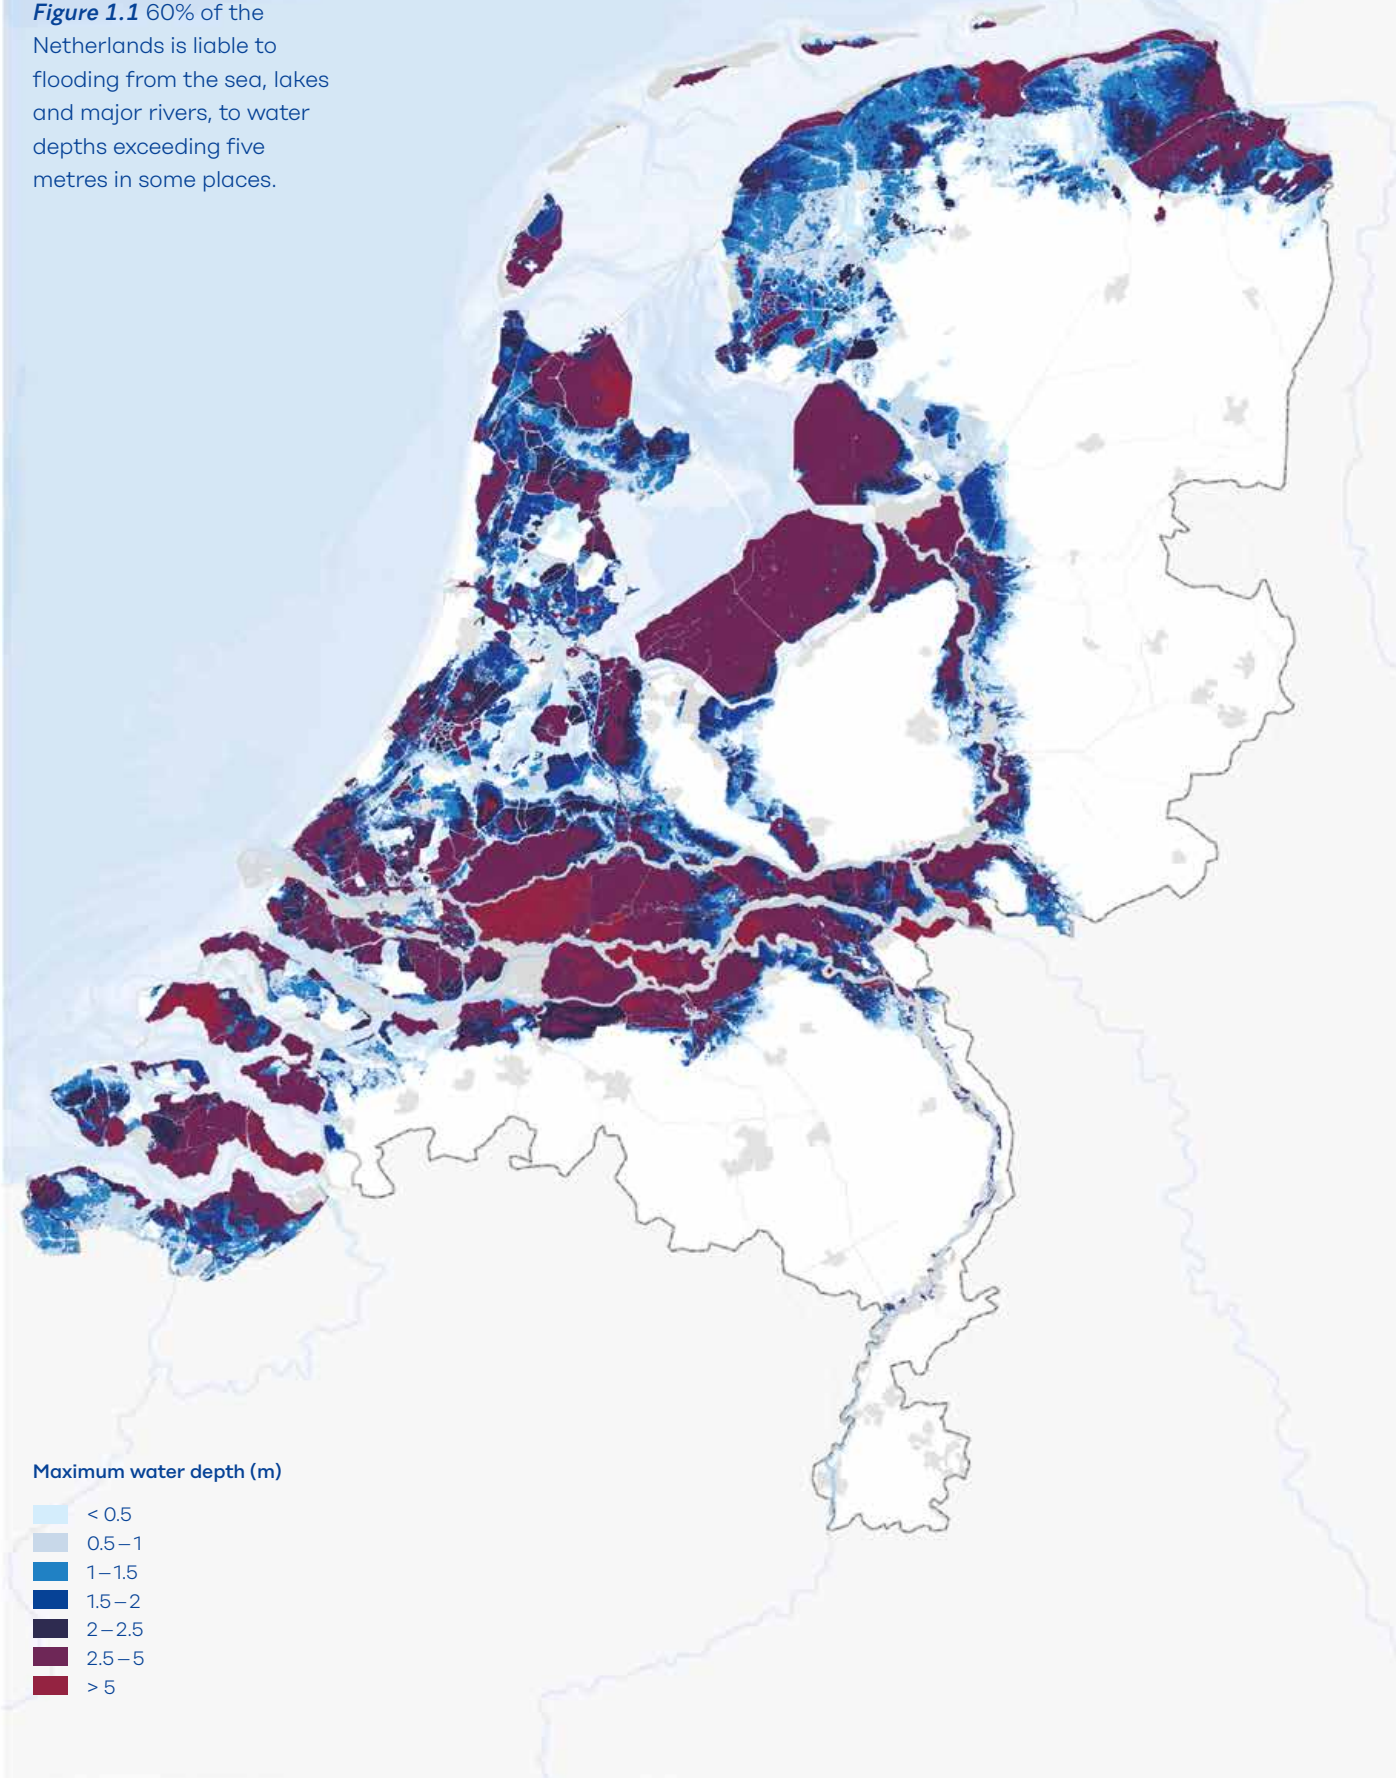 Figure 1.1 60% of the
Netherlands is liable to
flooding from the sea, lakes
and major rivers, to water
depths exceeding five
metres in some places.
Maximum water depth (m)
< 0.5
0.5–1
1–1.5
1.5–2
2–2.5
2.5–5
> 5